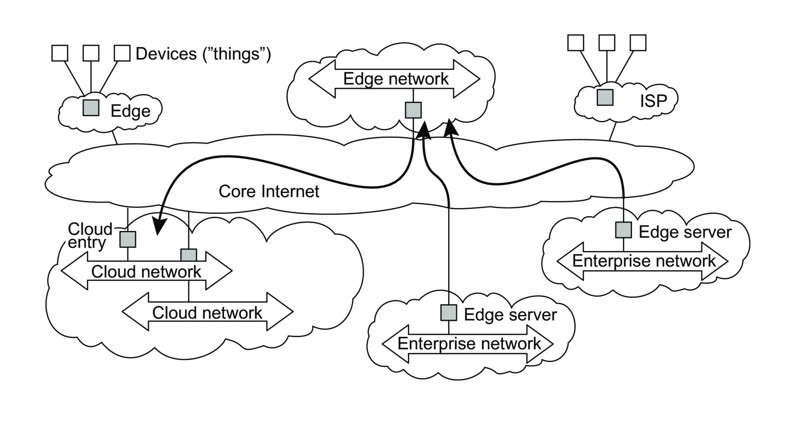 Devices ("things")
Edge network
Edge
ISP
Core Internet
Cloud
entry
Edge server
Cloud network
Enterprise network
Cloud network
Edge server
Enterprise network